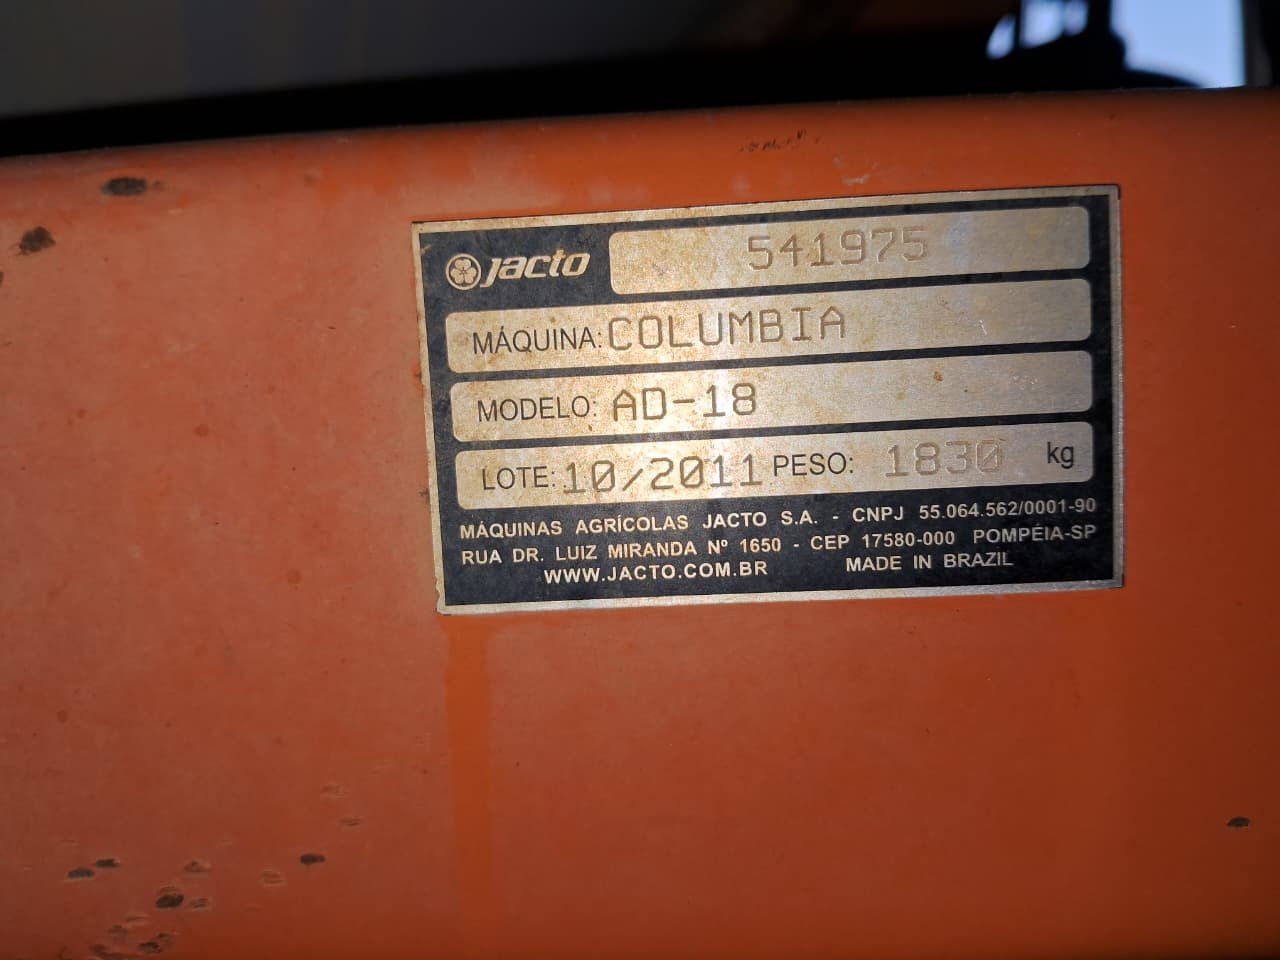 jacto 541975
MÁQUINA: COLUMBIA
MODELO: AD-18
LOTE: 10/2011 PESO: 1830 kg
MÁQUINAS AGRÍCOLAS JACTO S.A. - CNPJ 55.064.562/0001-90
RUA DR. LUIZ MIRANDA Nº 1650 - CEP 17580-000 POMPÉIA-SP
WWW.JACTO.COM.BR MADE IN BRAZIL